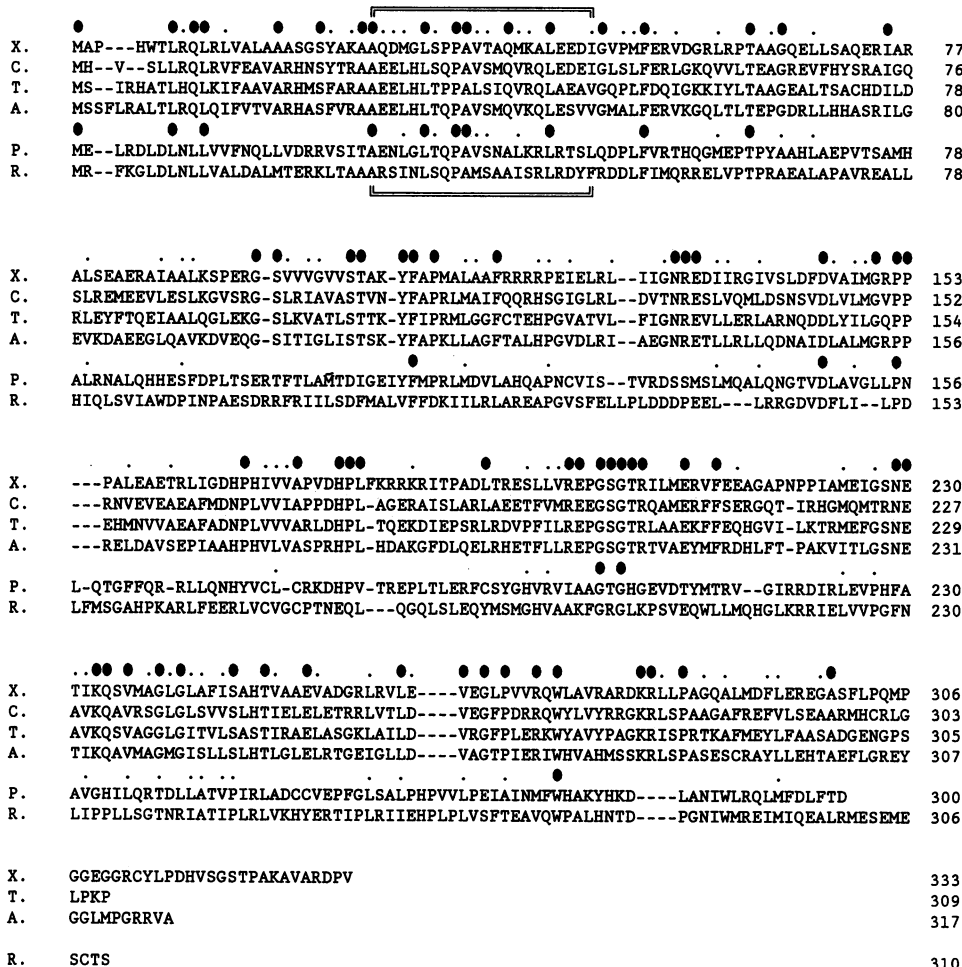 X. MAP---HWTLRQLRLVALAAASGSYAKAAQDMGLSPPAVTAQMKALEEDIGVPMFERVDGRLRPTAAGQELLSAQERIAR 77
C. MH--V-SLLRQLRVFEAVARHNSYTRAAEELHLSQPAVSMQVRQLEDEIGLSLFERLGKQVVLTEAGREVFHYSRAIGQ 76
T. MS--IRHATLHQLKIFAAVARHMSFARAAEELHLTPPALSIQVRQLAEAVGQPLFDQIGKKIYLTAAGEALTSACHDILD 78
A. MSSFLRALTLRQLQIFVTVARHASFVRAAEELHLTQPAVSMQVKQLESVVGMALFERVKGQLTLTEPGDRLLHHASRILG 80
P. ME--LRDLDLNLLVVFNQLLVDRRVSITAENLGLTQPAVSNALKRLRTSLQDPLFVRTHQGMEPTPYAAHLAEPVTSAMH 78
R. MR--FKGLDLNLLVALDALMTERKLTAAARSINLSQPAMSAAISRLRDYFRDDLFIMQRRELVPTPRAEALAPAVREALL 78
X. ALSEAERAIAALKSPERG-SVVVGVVSTAK-YFAPMALAAFRRRRPEIELRL--IIGNREDIIRGIVSLDFDVAIMGRPP 153
C. SLREMEEVLESLKGVSRG-SLRIAVASTVN-YFAPRLMAIFQQRHSGIGLRL--DVTNRESLVQMLDSNSVDLVLMGVPP 152
T. RLEYFTQEIAALQGLEKG-SLKVATLSTTK-YFIPRMLGGFCTEHPGVATVL--FIGNREVLLERLARNQDDLYILGQPP 154
A. EVKDAEEGLQAVKDVEQG-SITIGLISTSK-YFAPKLLAGFTALHPGVDLRI--AEGNRETLLRLLQDNAIDLALMGRPP 156
P. ALRNALQHHESFDPLTSERTFTLAMTDIGEIYFMPRLMDVLAHQAPNCVIS--TVRDSSMSLMQALQNGTVDLAVGLLPN 156
R. HIQLSVIAWDPINPAESDRRFRIILSDFMALVFFDKIILRLAREAPGVSFELLPLDDDPEEL---LRRGDVDFLI--LPD 153
X. ---PALEAETRLIGDHPHIVVAPVDHPLFKRRKRITPADLTRESLLVREPGSGTRILMERVFEEAGAPNPPIAMEIGSNE 230
C. ---RNVEVEAEAFMDNPLVVIAPPDHPL-AGERAISLARLAEETFVMREEGSGTRQAMERFFSERGQT-IRHGMQMTRNE 227
T. ---EHMNVVAEAFADNPLVVVARLDHPL-TQEKDIEPSRLRDVPFILREPGSGTRLAAEKFFEQHGVI-LKTRMEFGSNE 229
A. ---RELDAVSEPIAAHPHVLVASPRHPL-HDAKGFDLQELRHETFLLREPGSGTRTVAEYMFRDHLFT-PAKVITLGSNE 231
P. L-QTGFFQR-RLLQNHYVCL-CRKDHPV-TREPLTLERFCSYGHVRVIAAGTGHGEVDTYMTRV--GIRRDIRLEVPHFA 230
R. LFMSGAHPKARLFEERLVCVGCPTNEQL---QGQLSLEQYMSMGHVAAKFGRGLKPSVEQWLLMQHGLKRRIELVVPGFN 230
X. TIKQSVMAGLGLAFISAHTVAAEVADGRLRVLE----VEGLPVVRQWLAVRARDKRLLPAGQALMDFLEREGASFLPQMP 306
C. AVKQAVRSGLGLSVVSLHTIELELETRRLVTLD----VEGFPDRRQWYLVYRRGKRLSPAAGAFREFVLSEAARMHCRLG 303
T. AVKQSVAGGLGITVLSASTIRAELASGKLAILD----VRGFPLERKWYAVYPAGKRISPRTKAFMEYLFAASADGENGPS 305
A. TIKQAVMAGMGISLLSLHTLGLELRTGEIGLLD----VAGTPIERIWHVAHMSSKRLSPASESCRAYLLEHTAEFLGREY 307
P. AVGHILQRTDLLATVPIRLADCCVEPFGLSALPHPVVLPEIAINMFWHAKYHKD----LANIWLRQLMFDLFTD 300
R. LIPPLLSGTNRIATIPLRLVKHYERTIPLRIIEHPLPLVSFTEAVQWPALHNTD----PGNIWMREIMIQEALRMESEME 306
X. GGEGGRCYLPDHVSGSTPAKAVARDPV 333
T. LPKP 309
A. GGLMPGRRVA 317
R. SCTS 310